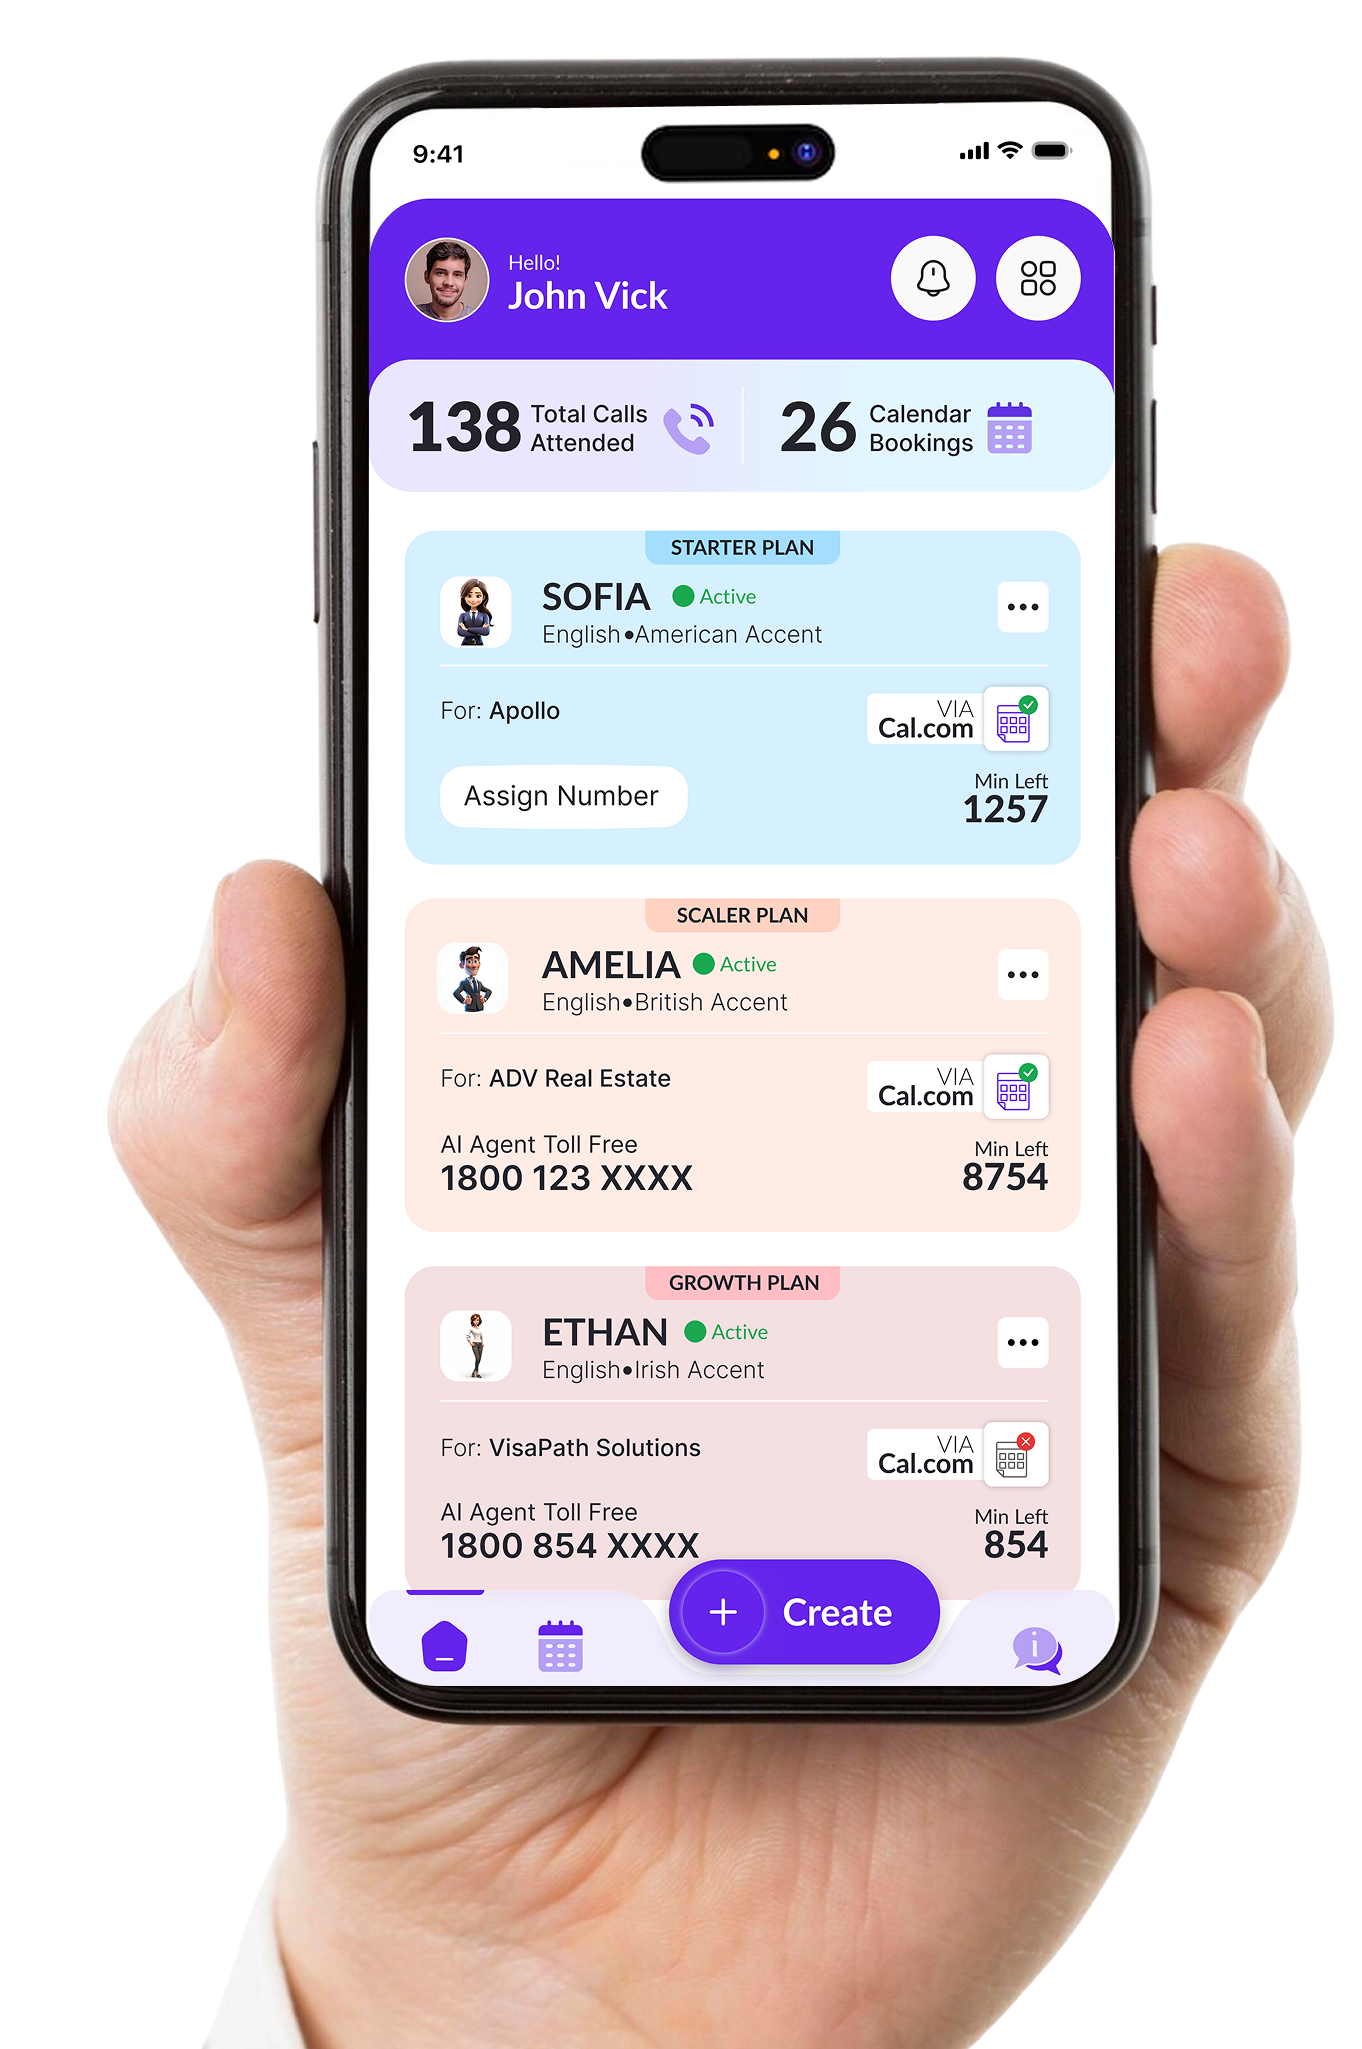 9:41
Hello!
John Vick
138 Total Calls Attended
26 Calendar Bookings
STARTER PLAN
SOFIA Active
English•American Accent
For: Apollo
VIA
Cal.com
Assign Number
Min Left
1257
SCALER PLAN
AMELIA Active
English•British Accent
For: ADV Real Estate
VIA
Cal.com
AI Agent Toll Free
1800 123 XXXX
Min Left
8754
GROWTH PLAN
ETHAN Active
English•Irish Accent
For: VisaPath Solutions
VIA
Cal.com
AI Agent Toll Free
1800 854 XXXX
Min Left
854
+ Create
i